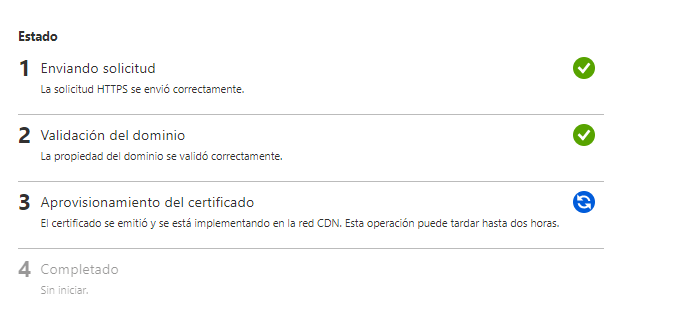 Estado
1 Enviando solicitud
La solicitud HTTPS se envió correctamente.
2 Validación del dominio
La propiedad del dominio se validó correctamente.
3 Aprovisionamiento del certificado
El certificado se emitió y se está implementando en la red CDN. Esta operación puede tardar hasta dos horas.
4 Completado
Sin iniciar.